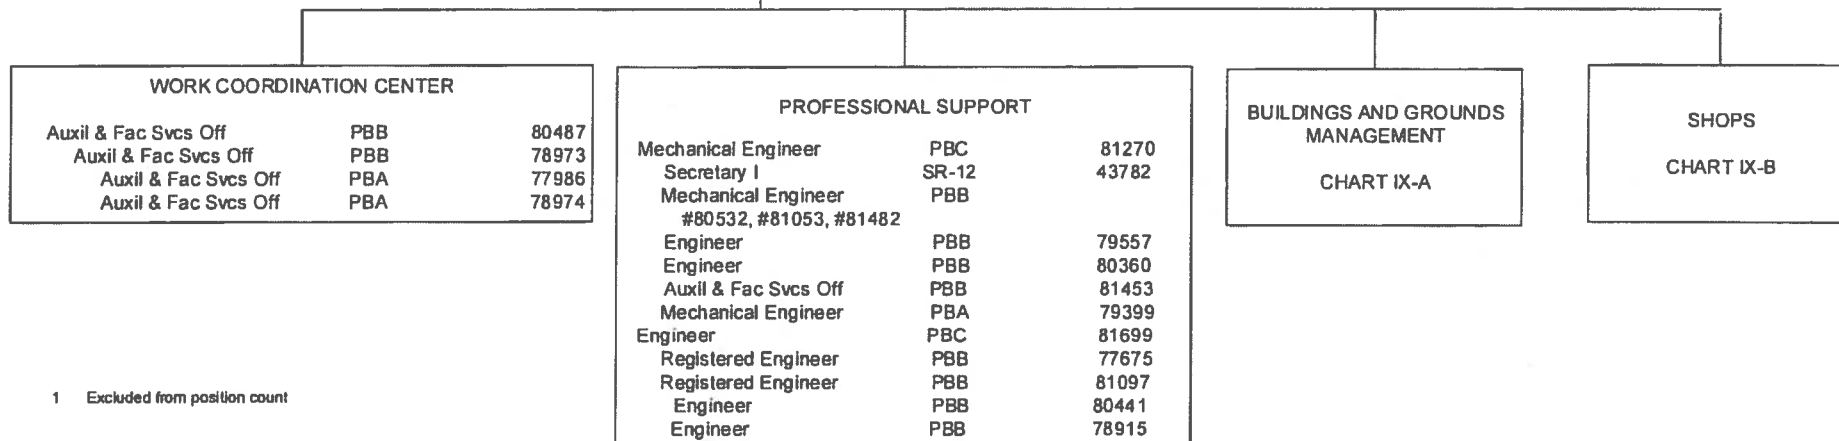 WORK COORDINATION CENTER
Auxil & Fac Svcs Off PBB 80487
Auxil & Fac Svcs Off PBB 78973
Auxil & Fac Svcs Off PBA 77986
Auxil & Fac Svcs Off PBA 78974
PROFESSIONAL SUPPORT
Mechanical Engineer PBC 81270
Secretary I SR-12 43782
Mechanical Engineer PBB
#80532, #81053, #81482
Engineer PBB 79557
Engineer PBB 80360
Auxil & Fac Svcs Off PBB 81453
Mechanical Engineer PBA 79399
Engineer PBC 81699
Registered Engineer PBB 77675
Registered Engineer PBB 81097
Engineer PBB 80441
Engineer PBB 78915
BUILDINGS AND GROUNDS
MANAGEMENT
CHART IX-A
SHOPS
CHART IX-B
1 Excluded from position count